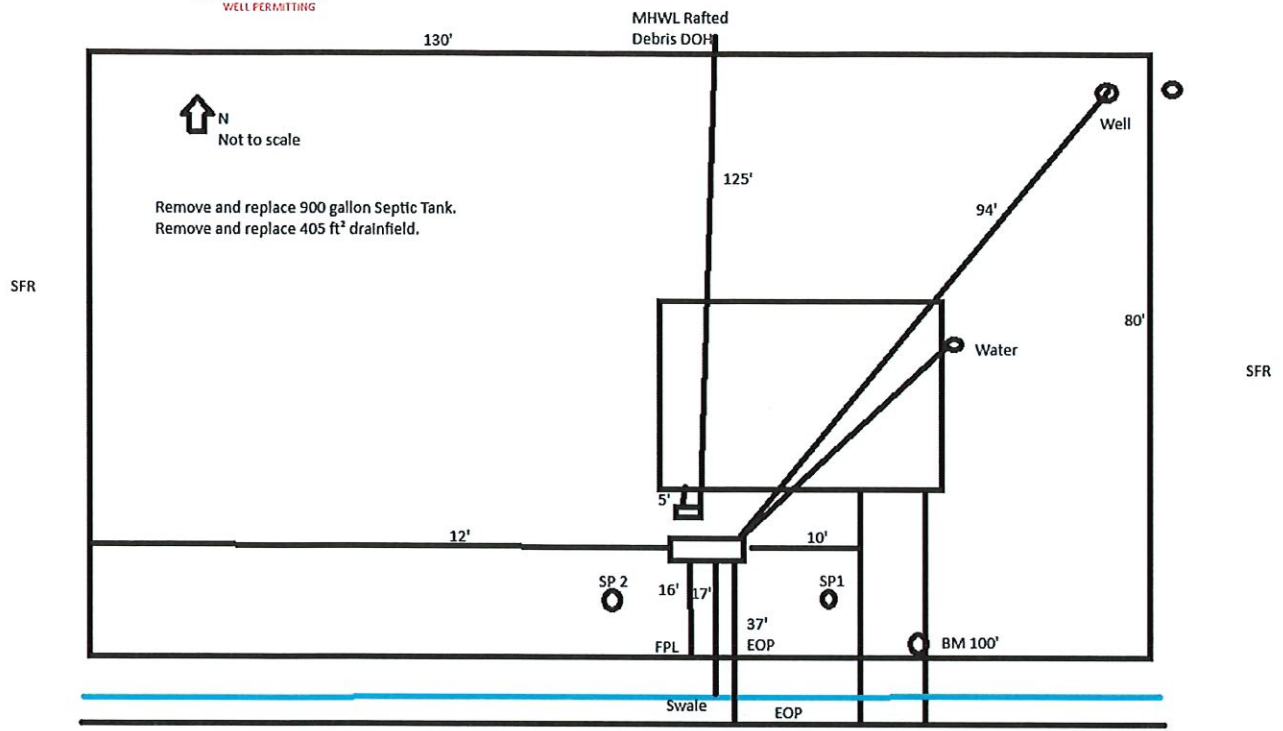 WELL PERMITTING
MHWL Rafted
Debris DOH
130'
N
Not to scale
Well
125'
Remove and replace 900 gallon Septic Tank.
Remove and replace 405 ft² drainfield.
94'
SFR
80'
Water
SFR
5'
12'
10'
SP 2
16'
17'
SP1
37'
FPL
EOP
BM 100'
Swale
EOP